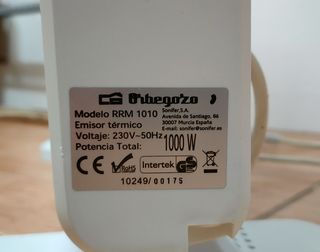 Orbegozo
Sonifer,S.A.
Avenida de Santiago, 86
30007 Murcia España
E-mail: sonifer@sonifer.es
Modelo RRM 1010
Emisor térmico
Voltaje: 230V~50Hz
Potencia Total: 1000 W
CE RoHS Intertek GS
10249/00175